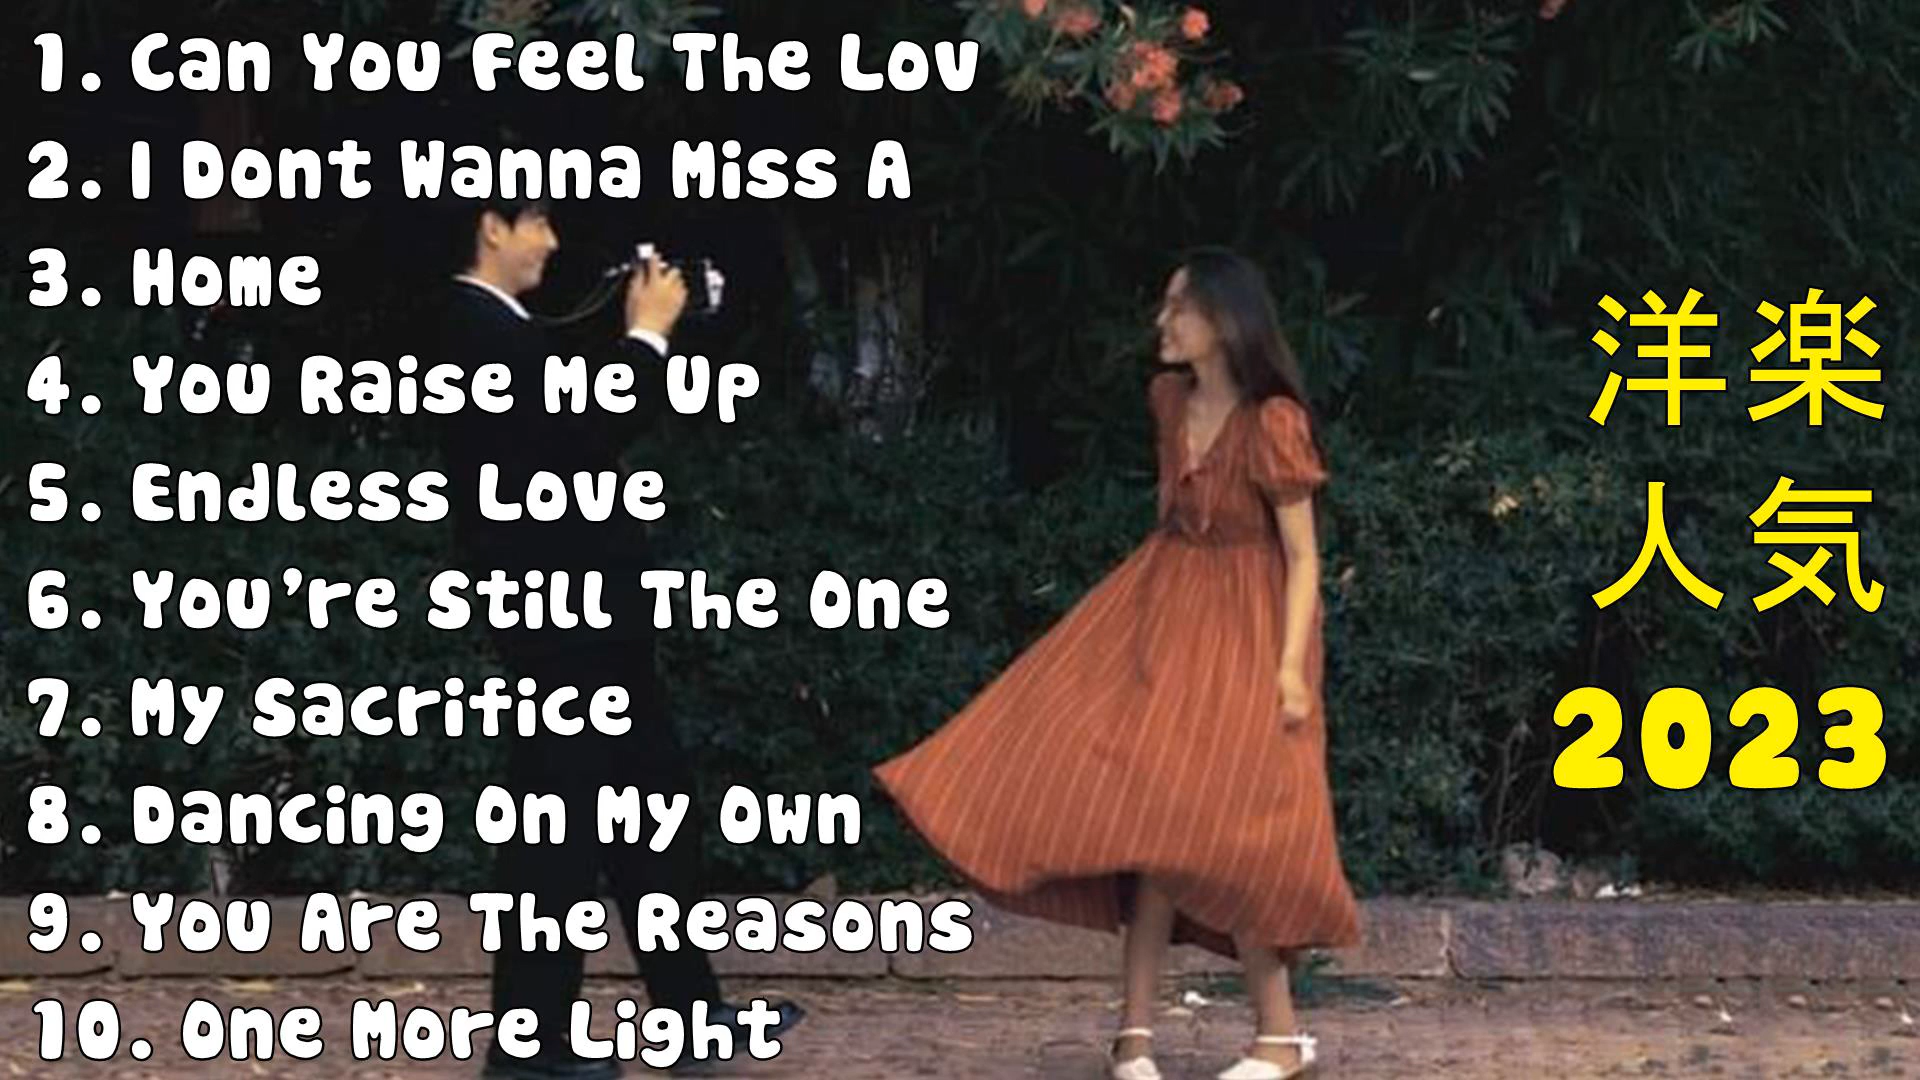 1. Can You Feel The Lov
2. I Dont Wanna Miss A
3. Home
4. You Raise Me Up
5. Endless Love
6. You're Still The One
7. My Sacrifice
8. Dancing On My Own
9. You Are The Reasons
10. One More Light
洋楽
人気
2023